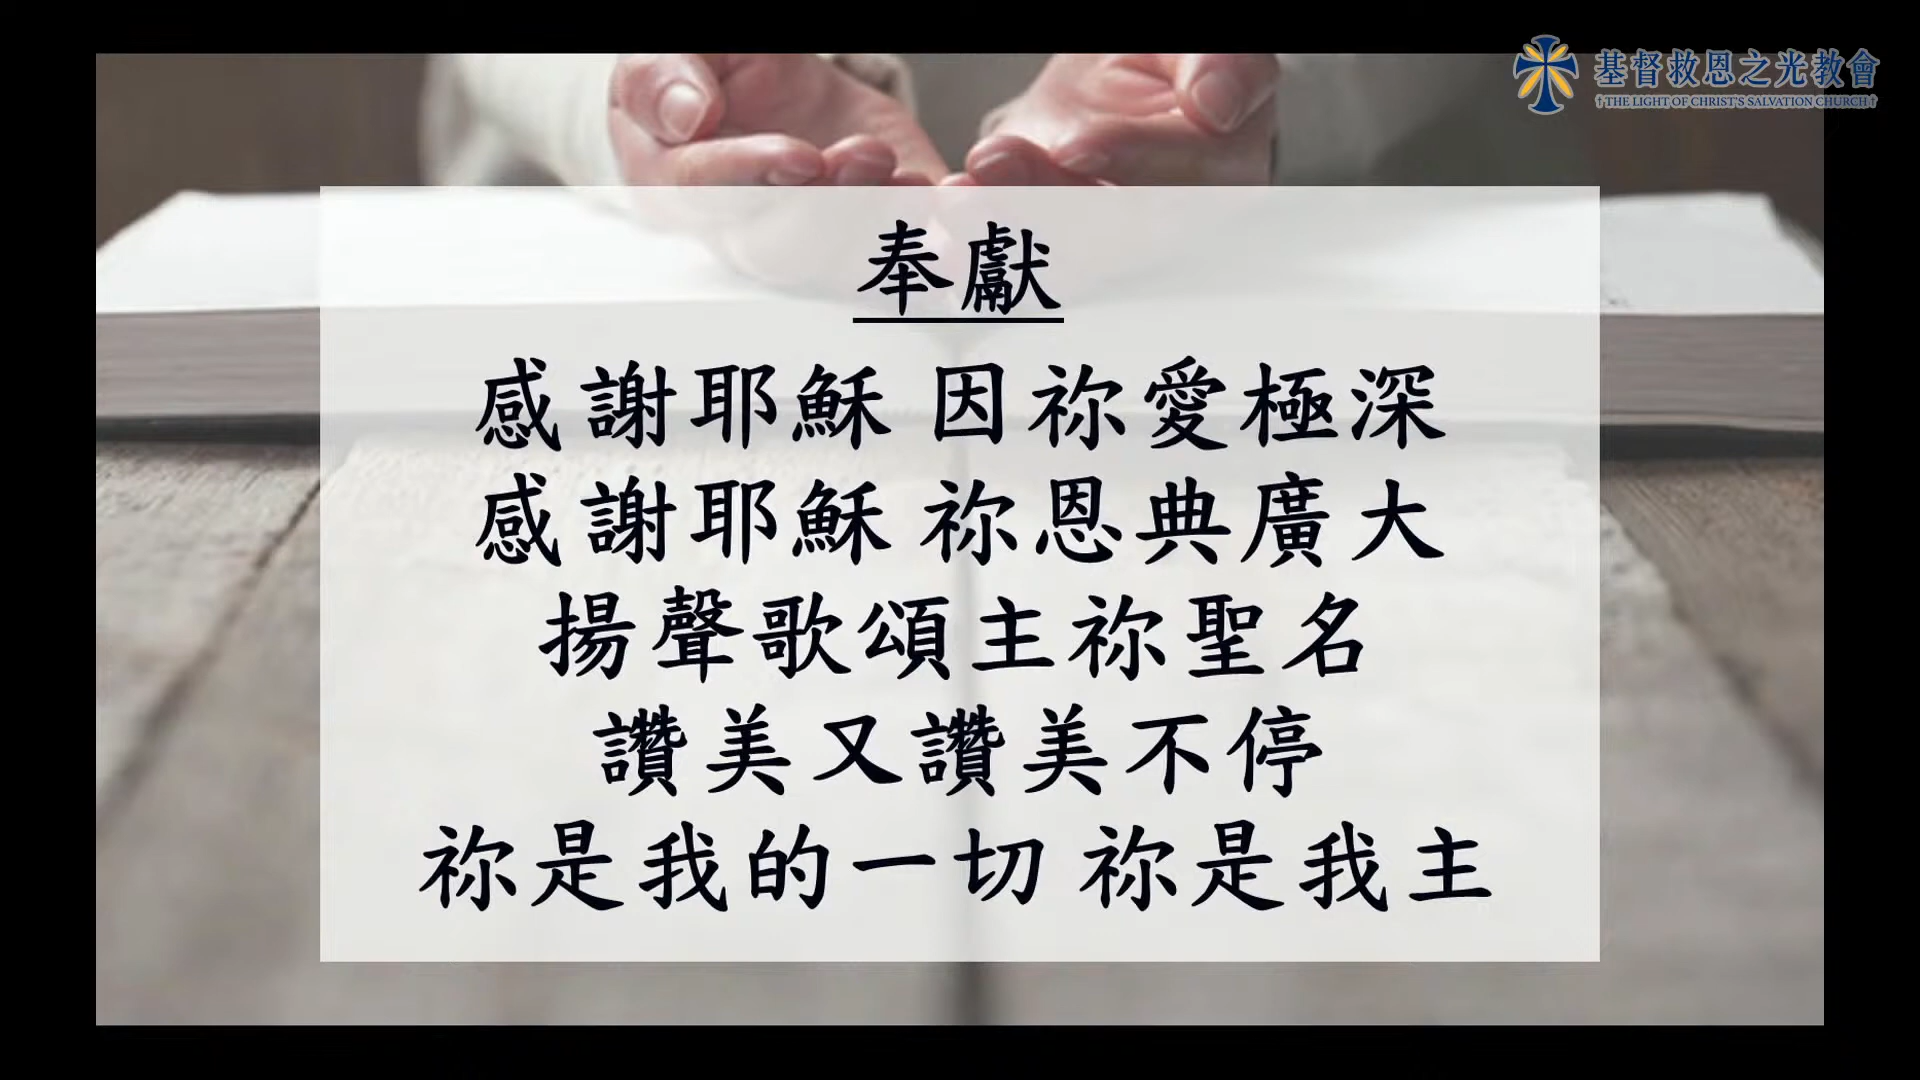 基督救恩之光教會
†THE LIGHT OF CHRIST'S SALVATION CHURCH†
奉獻
感謝耶穌 因祢愛極深
感謝耶穌 祢恩典廣大
揚聲歌頌主祢聖名
讚美又讚美不停
祢是我的一切 祢是我主